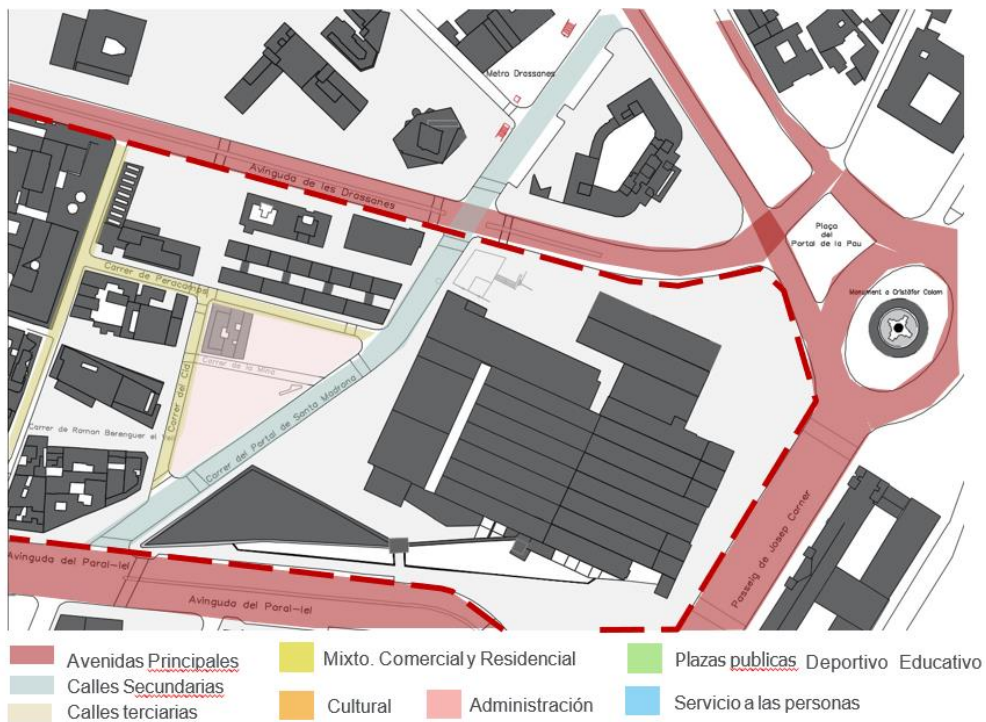 Metro Drassanes
Avinguda de les Drassanes
Plaça
del
Portal de la Pau
Carrer de Peracamps
Monument a Cristòfor Colom
Carrer de la Mina
Carrer del Cid
Carrer de Ramon Berenguer el Vell
Carrer del Portal de Santa Madrona
Passeig de Josep Carner
Avinguda del Paral-lel
Avinguda del Paral-lel
Avenidas Principales
Mixto. Comercial y Residencial
Plazas publicas Deportivo Educativo
Calles Secundarias
Cultural
Administración
Servicio a las personas
Calles terciarias